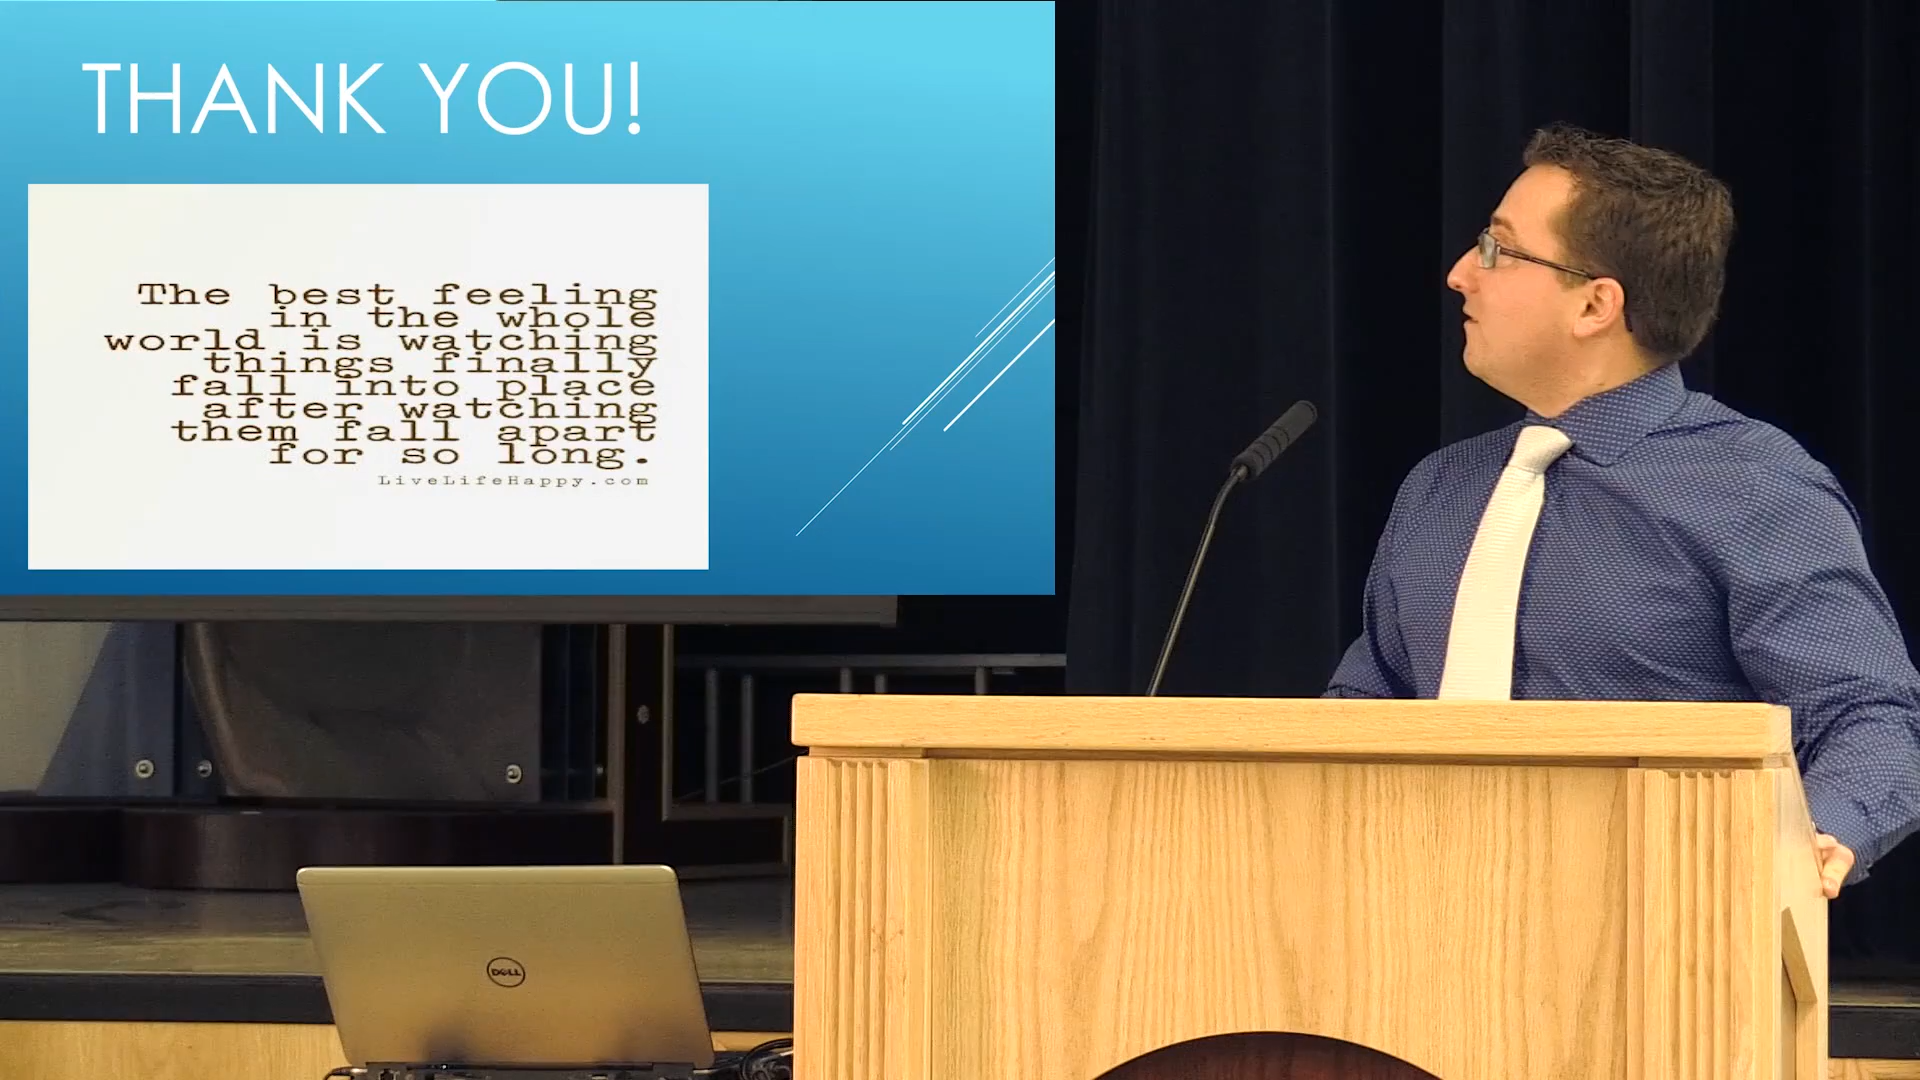 THANK YOU!
The best feeling
in the whole
world is watching
things finally
fall into place
after watching
them fall apart
for so long.
LiveLifeHappy.com
DELL